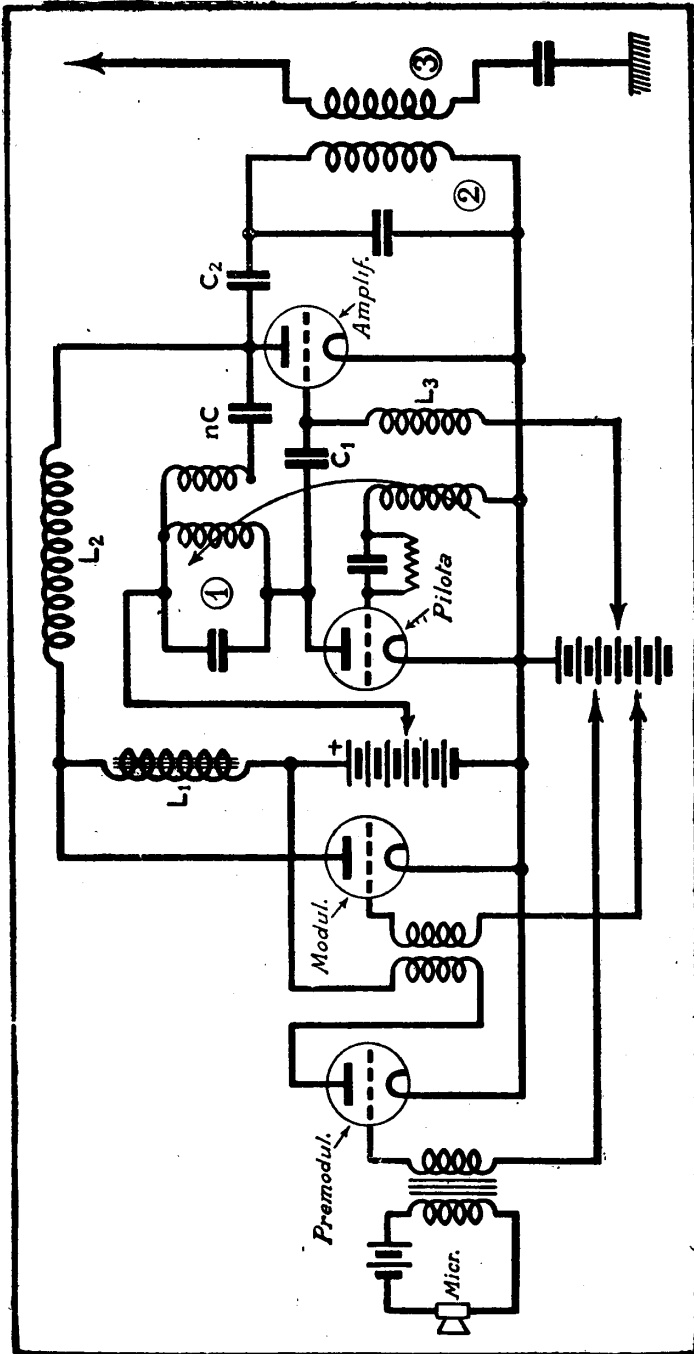 Micr.
Premodul.
Modul.
+
L₁
L₂
①
Pilota
nC
C₁
L₃
C₂
Amplif.
②
③